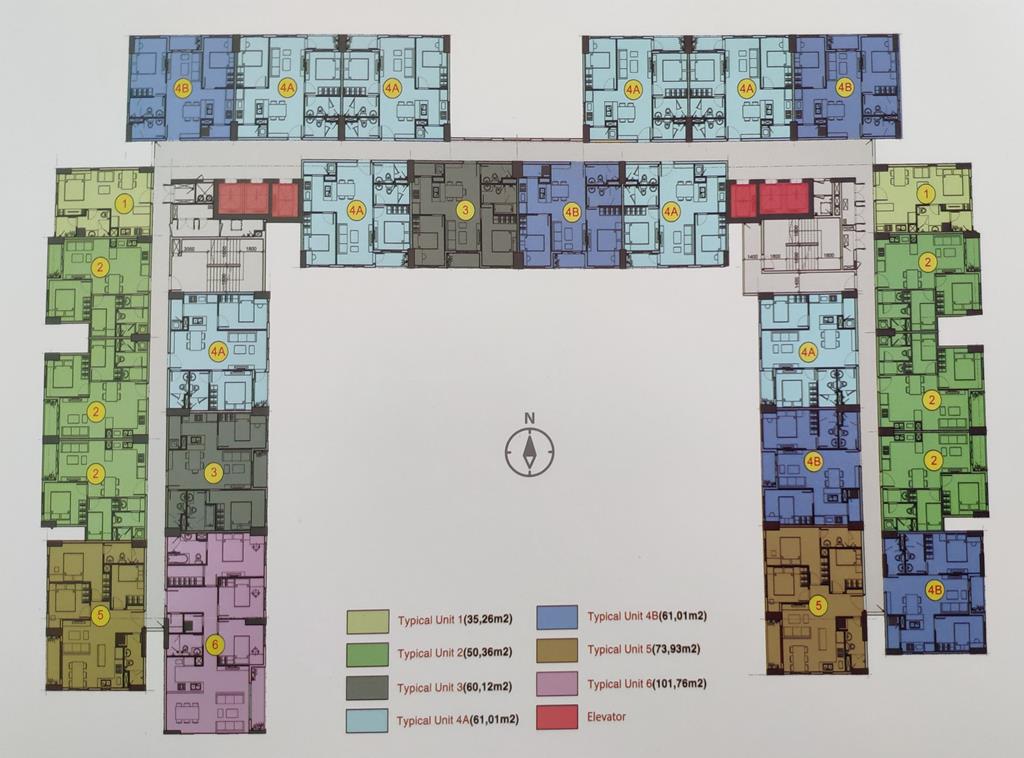 4B 4A 4A 4A 4A 4B
1 4A 3 4B 4A 1
2 2
2060 1800 1400 1800 1800
4A 4A
2 2
3 4B 2
2
4B
5 5
6
N
Typical Unit 1(35,26m2)
Typical Unit 2(50,36m2)
Typical Unit 3(60,12m2)
Typical Unit 4A(61,01m2)
Typical Unit 4B(61,01m2)
Typical Unit 5(73,93m2)
Typical Unit 6(101,76m2)
Elevator